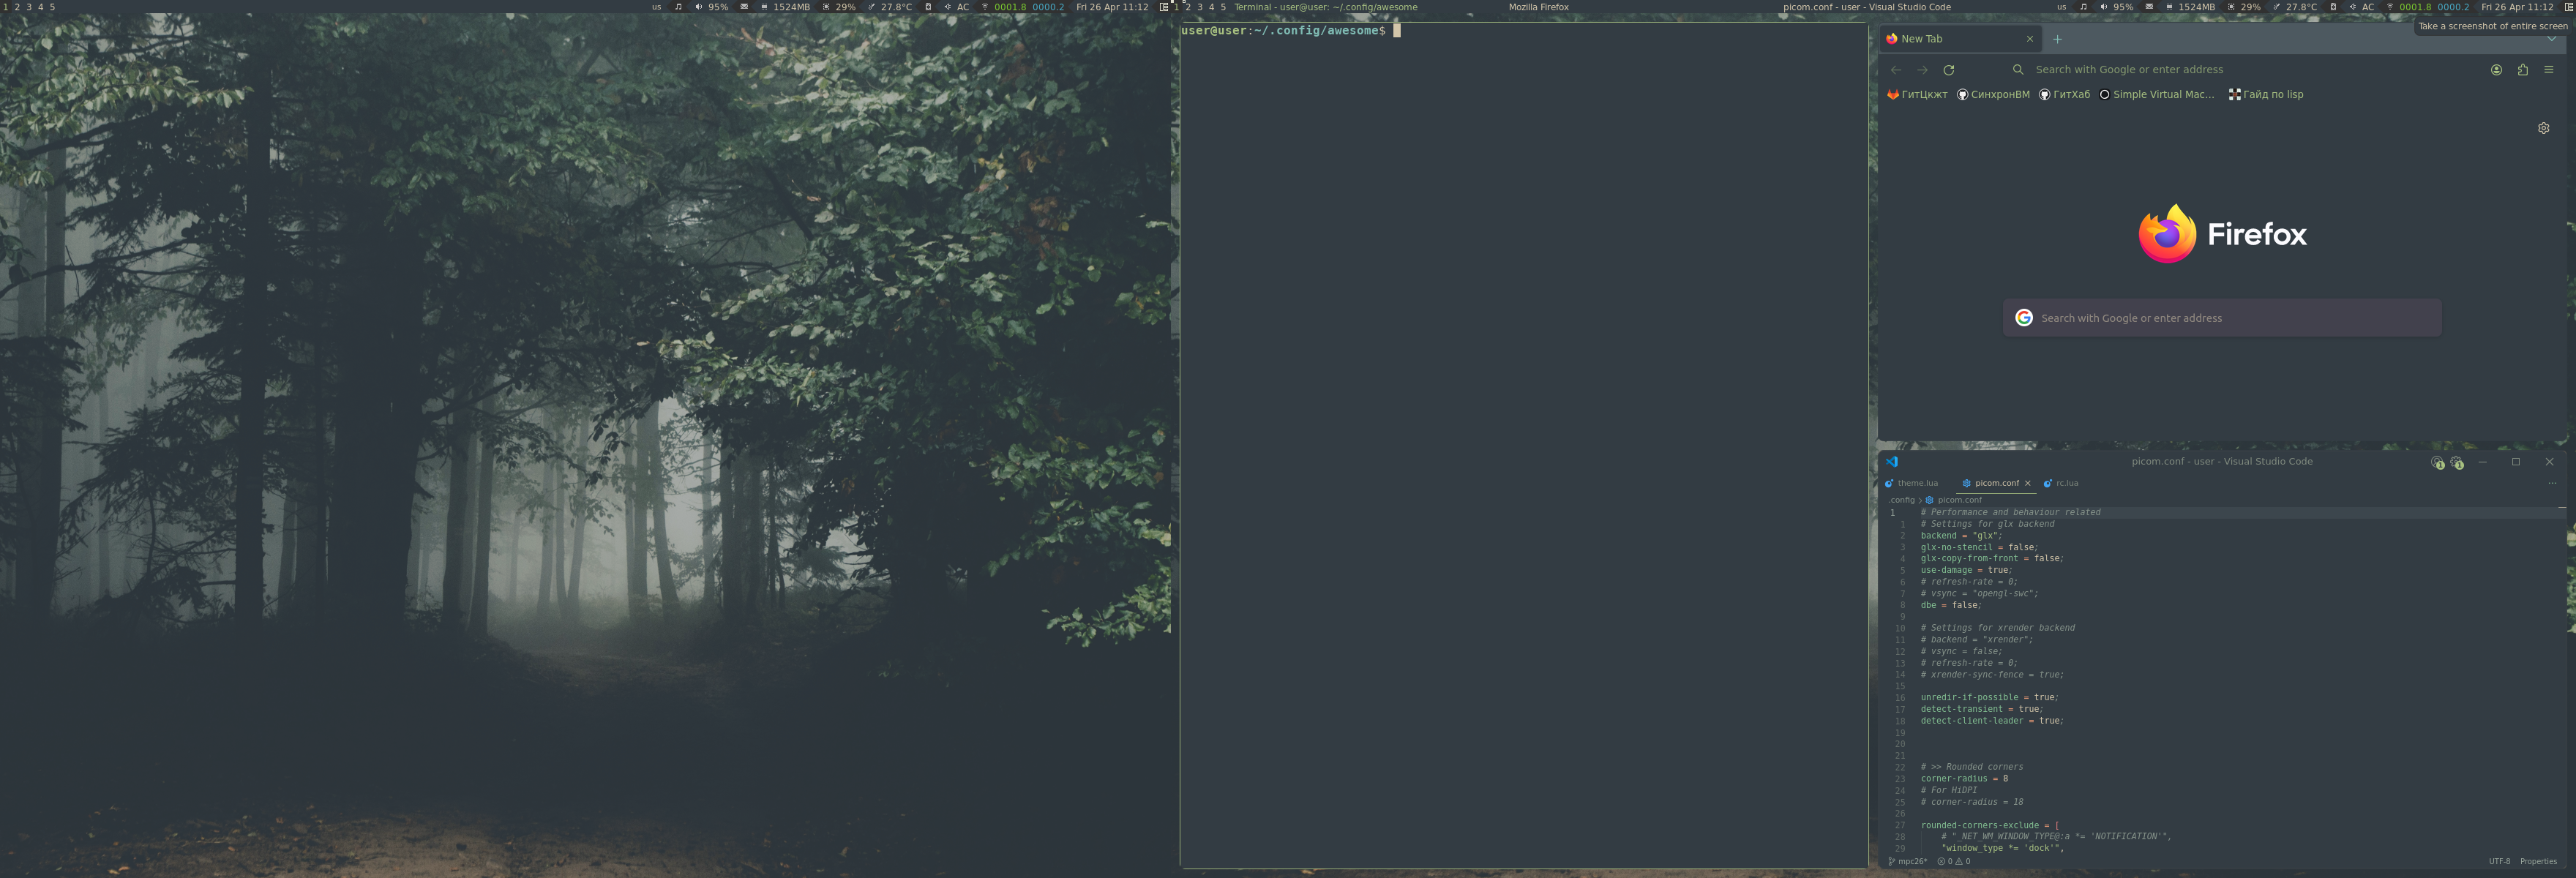 1 2 3 4 5
us 95% 1524MB 29% 27.8°C AC 0001.8 0000.2 Fri 26 Apr 11:12
1 2 3 4 5 Terminal - user@user: ~/.config/awesome Mozilla Firefox picom.conf - user - Visual Studio Code us 95% 1524MB 29% 27.8°C AC 0001.8 0000.2 Fri 26 Apr 11:12
Take a screenshot of entire screen
user@user:~/.config/awesome$
New Tab
Search with Google or enter address
ГитЦкжт СинхронВМ ГитХаб Simple Virtual Mac... Гайд по lisp
Firefox
Search with Google or enter address
picom.conf - user - Visual Studio Code
1 1
theme.lua picom.conf rc.lua
.config > picom.conf
1 # Performance and behaviour related
1 # Settings for glx backend
2 backend = "glx";
3 glx-no-stencil = false;
4 glx-copy-from-front = false;
5 use-damage = true;
6 # refresh-rate = 0;
7 # vsync = "opengl-swc";
8 dbe = false;
9
10 # Settings for xrender backend
11 # backend = "xrender";
12 # vsync = false;
13 # refresh-rate = 0;
14 # xrender-sync-fence = true;
15
16 unredir-if-possible = true;
17 detect-transient = true;
18 detect-client-leader = true;
19
20
21
22 # >> Rounded corners
23 corner-radius = 8
24 # For HiDPI
25 # corner-radius = 18
26
27 rounded-corners-exclude = [
28 # "_NET_WM_WINDOW_TYPE@:a *= 'NOTIFICATION'",
29 "window_type *= 'dock'",
mpc26* 0 0 UTF-8 Properties